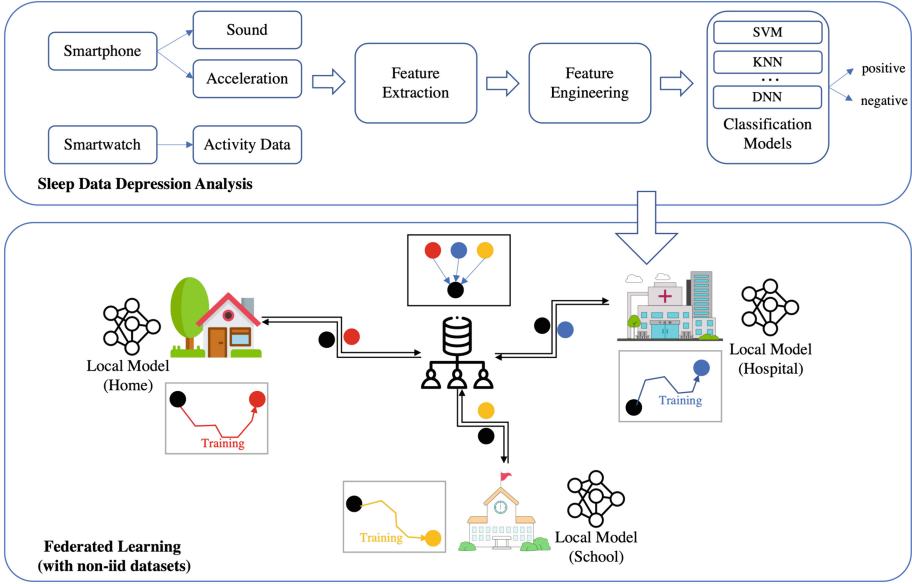 Smartphone
Sound
Acceleration
Smartwatch
Activity Data
Feature
Extraction
Feature
Engineering
SVM
KNN
...
DNN
Classification
Models
positive
negative
Sleep Data Depression Analysis
Local Model
(Home)
Training
Local Model
(Hospital)
Training
Training
Local Model
(School)
Federated Learning
(with non-iid datasets)